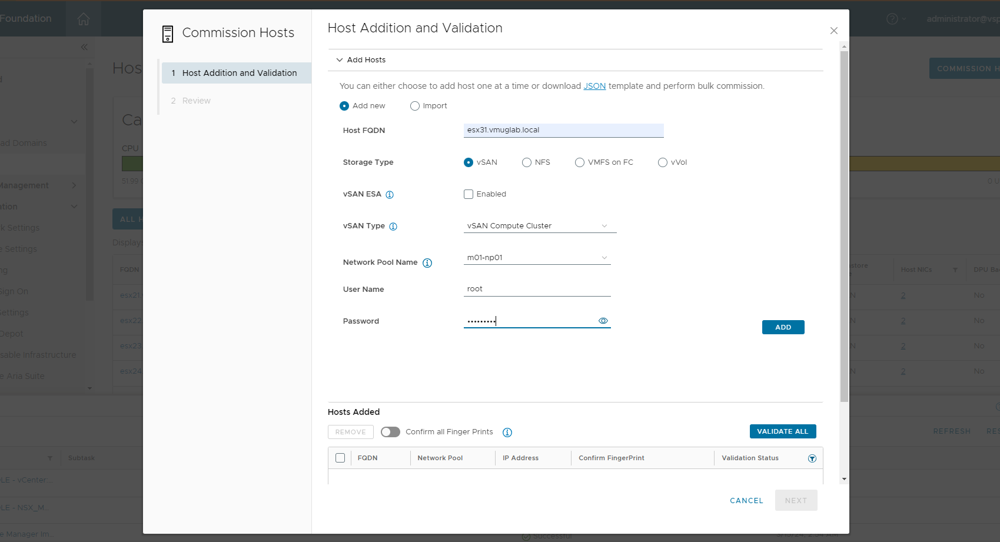 Foundation
administrator@vsp
Commission Hosts
1 Host Addition and Validation
2 Review
Host Addition and Validation
Add Hosts
You can either choose to add host one at a time or download JSON template and perform bulk commission.
Add new
Import
Host FQDN
esx31.vmuglab.local
Storage Type
vSAN
NFS
VMFS on FC
vVol
vSAN ESA
Enabled
vSAN Type
vSAN Compute Cluster
Network Pool Name
m01-np01
User Name
root
Password
•••••••••
ADD
Hosts Added
REMOVE
Confirm all Finger Prints
VALIDATE ALL
FQDN
Network Pool
IP Address
Confirm FingerPrint
Validation Status
CANCEL
NEXT
Hos
COMMISSION H
Ca
CPU
51.99
0 U
ad Domains
Management
ation
k Settings
e Settings
ng
Sign On
Settings
Depot
sable Infrastructure
e Aria Suite
ALL H
Display
FQDN
store
e
Host NICs
DPU Ba
esx21
N
2
No
esx22
N
2
No
esx23
N
2
No
esx24
N
2
No
REFRESH
RES
Subtask
LE - vCenter...
LE - NSX_M...
e Manager Im...
Successful